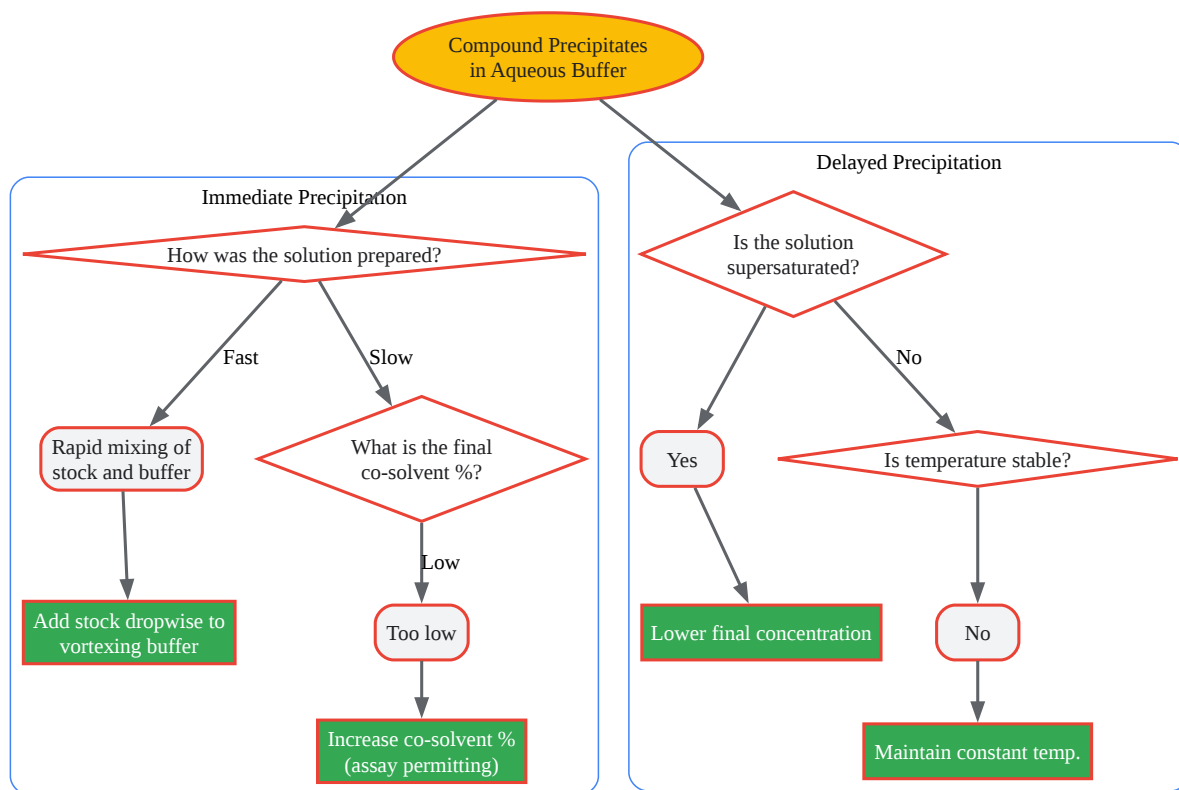 Compound Precipitates
in Aqueous Buffer
Immediate Precipitation
How was the solution prepared?
Fast
Slow
Rapid mixing of
stock and buffer
What is the final
co-solvent %?
Low
Add stock dropwise to
vortexing buffer
Too low
Increase co-solvent %
(assay permitting)
Delayed Precipitation
Is the solution
supersaturated?
No
Yes
Is temperature stable?
Lower final concentration
No
Maintain constant temp.